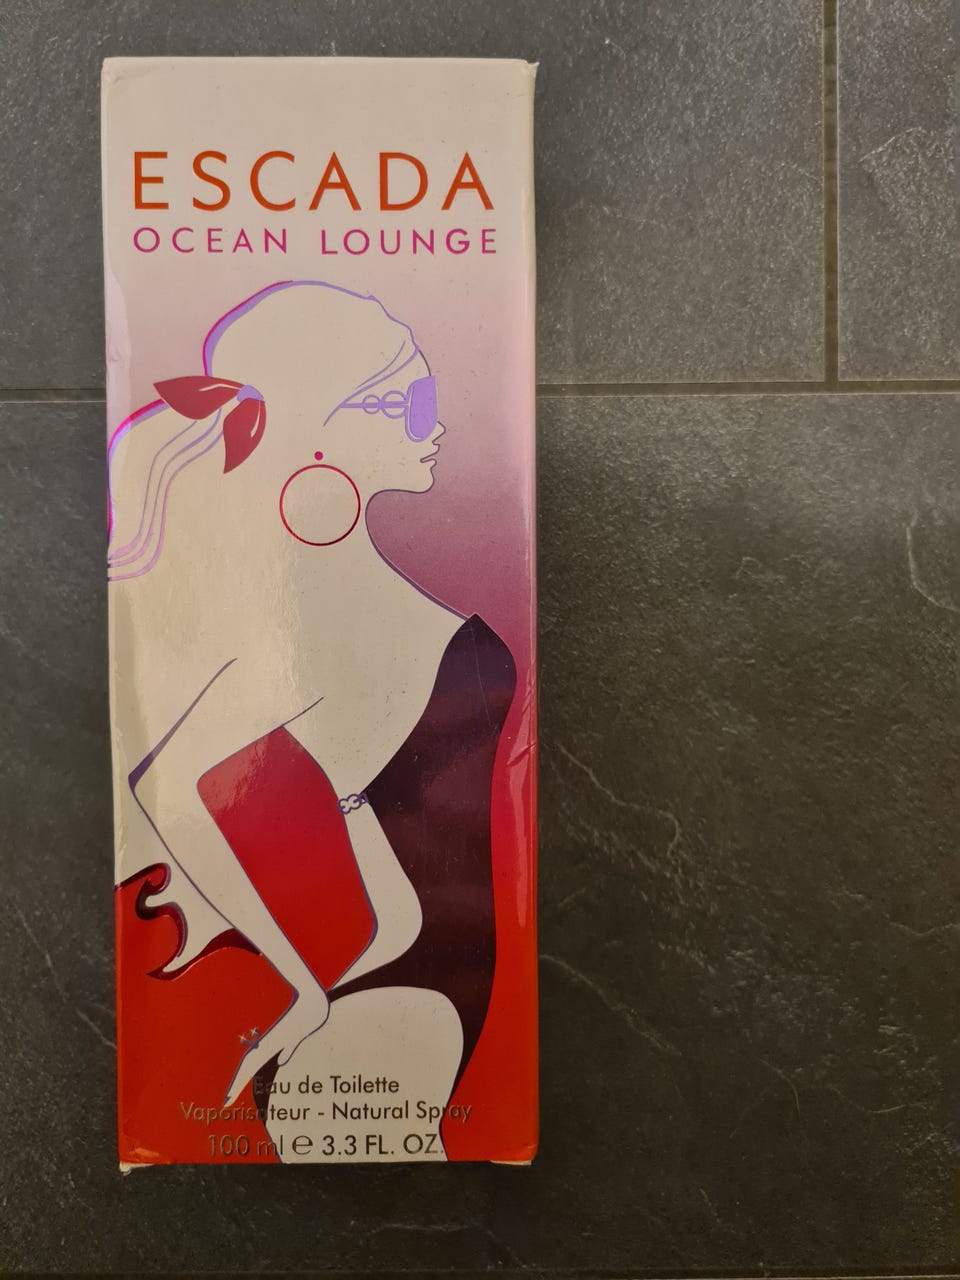 ESCADA
OCEAN LOUNGE
Eau de Toilette
Vaporisateur - Natural Spray
100 ml ℮ 3.3 FL. OZ.